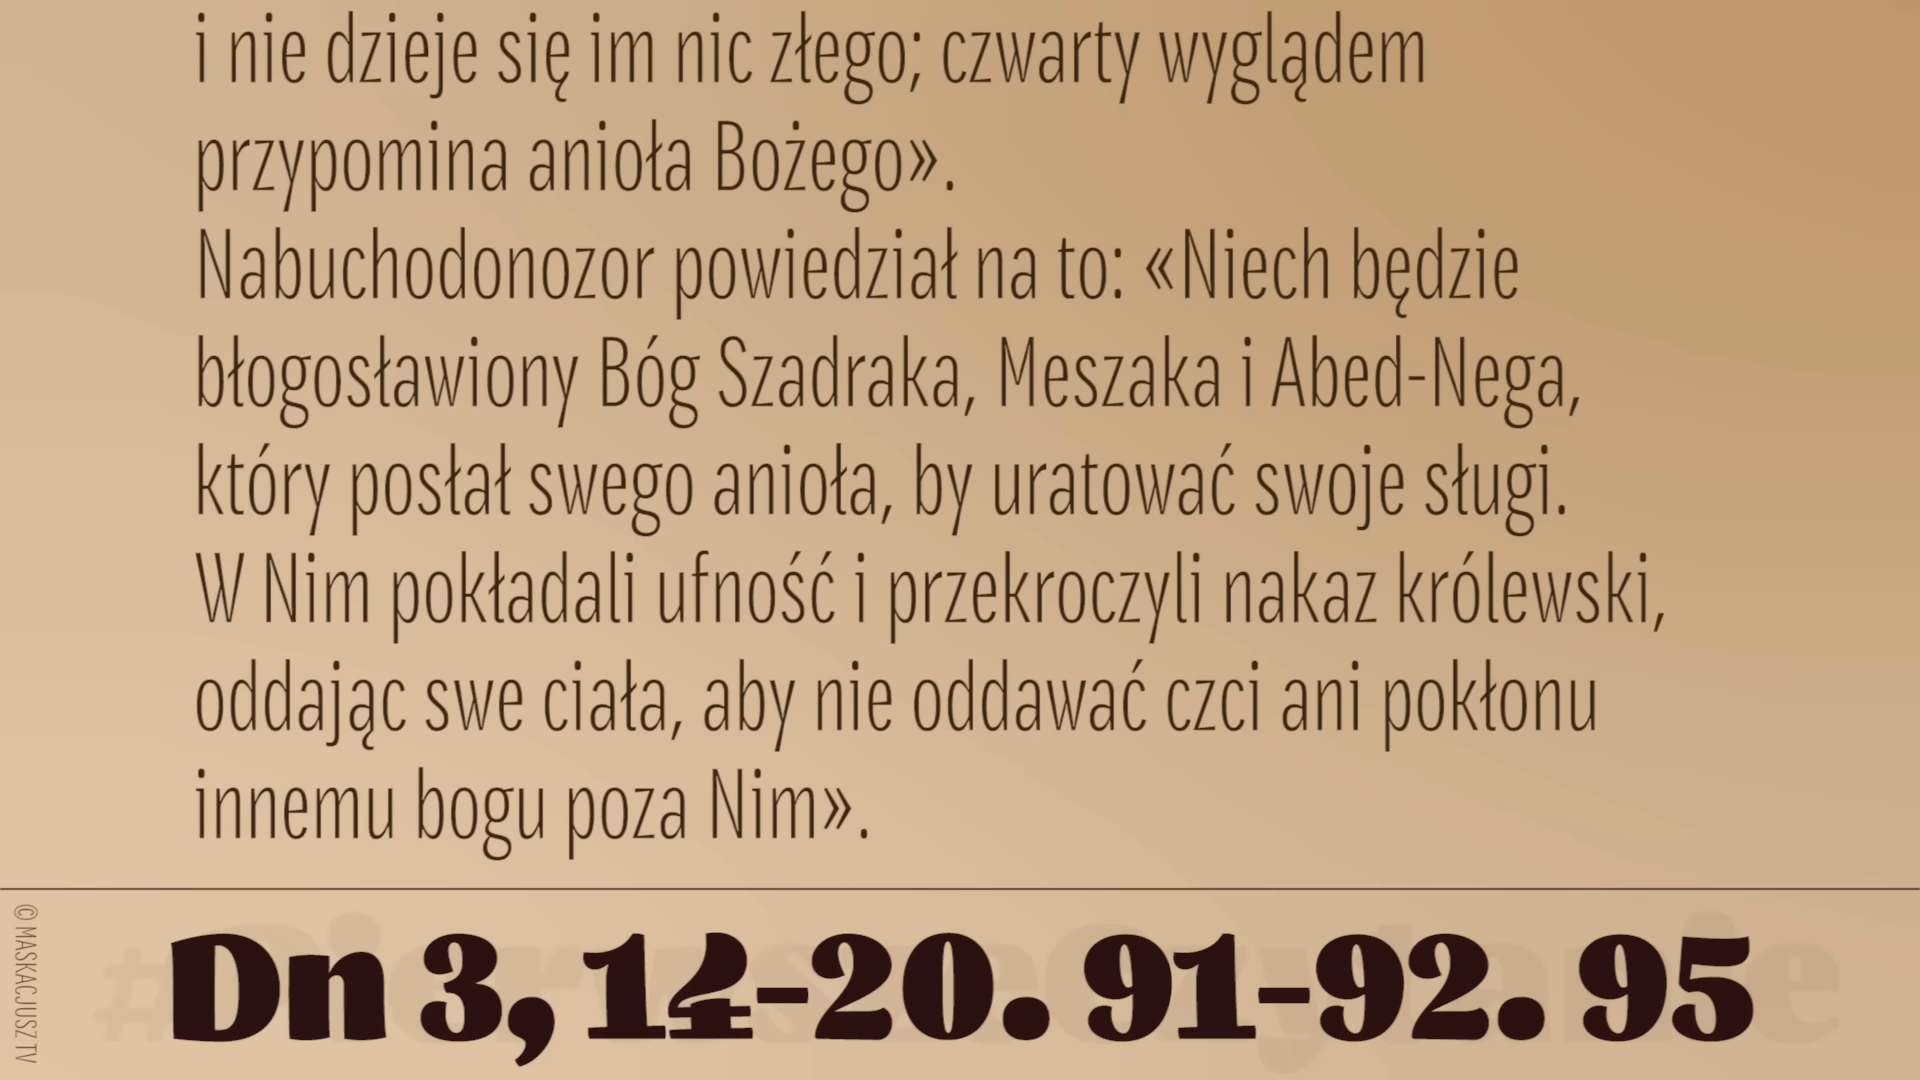 i nie dzieje się im nic złego; czwarty wyglądem
przypomina anioła Bożego».
Nabuchodonozor powiedział na to: «Niech będzie
błogosławiony Bóg Szadraka, Meszaka i Abed-Nega,
który posłał swego anioła, by uratować swoje sługi.
W Nim pokładali ufność i przekroczyli nakaz królewski,
oddając swe ciała, aby nie oddawać czci ani pokłonu
innemu bogu poza Nim».
© MASKACJUSZ TV
Dn 3, 14-20. 91-92. 95